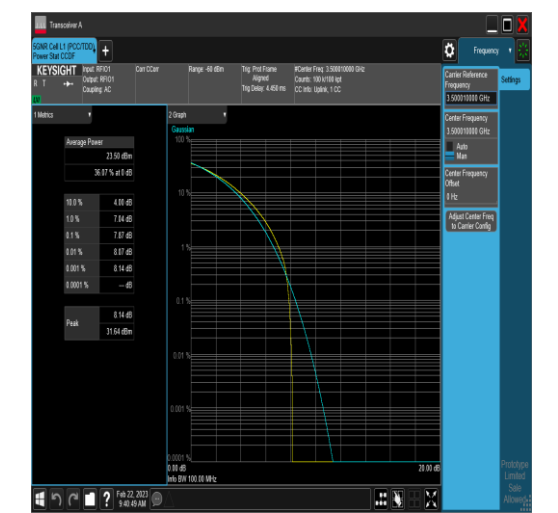 Transceiver A
5GNR Cell L1 (PCC/TDD)
Power Stat CCDF
Frequency
KEYSIGHT
R T
LV
Input: RFIO1
Output: RFIO1
Coupling: AC
Corr CCorr
Range: -60 dBm
Trig: Prot Frame
Aligned
Trig Delay: 4.450 ms
#Center Freq: 3.500010000 GHz
Counts: 100 k/100 kpt
CC Info: Uplink, 1 CC
Carrier Reference
Frequency
3.500010000 GHz
Settings
Center Frequency
3.500010000 GHz
Auto
Man
Center Frequency
Offset
0 Hz
Adjust Center Freq
to Carrier Config
1 Metrics
Average Power
23.50 dBm
36.07 % at 0 dB
10.0 % 4.00 dB
1.0 % 7.04 dB
0.1 % 7.87 dB
0.01 % 8.07 dB
0.001 % 8.14 dB
0.0001 % --- dB
Peak
8.14 dB
31.64 dBm
2 Graph
Gaussian
100 %
10 %
1 %
0.1 %
0.01 %
0.001 %
0.0001 %
0.00 dB
20.00 dB
Info BW 100.00 MHz
Feb 22, 2023
9:40:49 AM
Prototype
Limited
Sale
Allowed